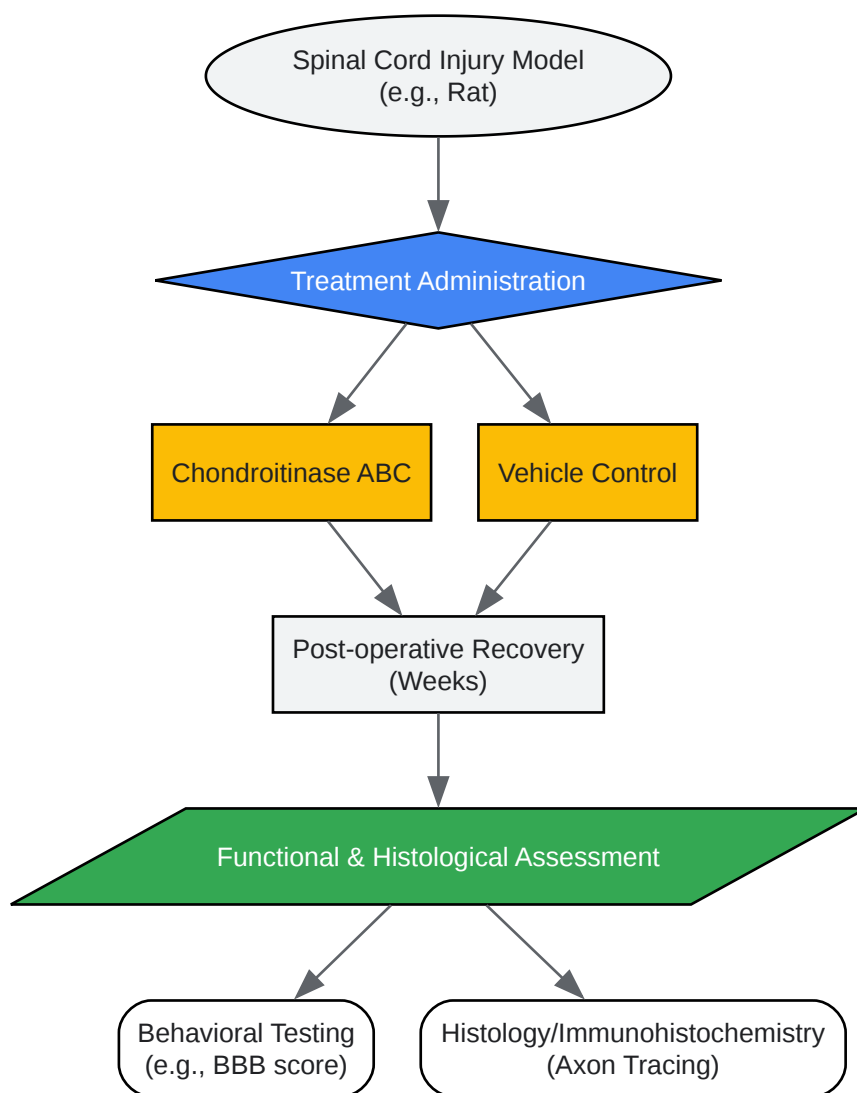 Spinal Cord Injury Model
(e.g., Rat)
Treatment Administration
Chondroitinase ABC
Vehicle Control
Post-operative Recovery
(Weeks)
Functional & Histological Assessment
Behavioral Testing
(e.g., BBB score)
Histology/Immunohistochemistry
(Axon Tracing)